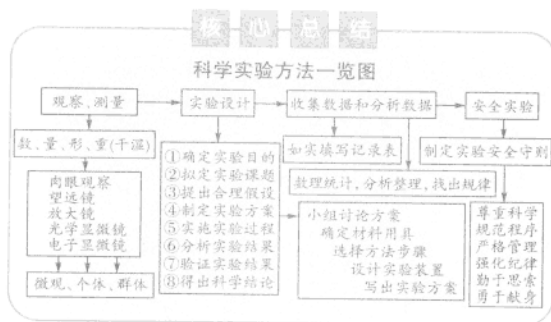 核心总结
科学实验方法一览图
观察、测量
实验设计
收集数据和分析数据
安全实验
数、量、形、重(干湿)
肉眼观察
望远镜
放大镜
光学显微镜
电子显微镜
微观、个体、群体
①确定实验目的
②拟定实验课题
③提出合理假设
④制定实验方案
⑤实施实验过程
⑥分析实验结果
⑦验证实验结果
⑧得出科学结论
如实填写记录表
数理统计,分析整理,找出规律
小组讨论方案
确定材料用具
选择方法步骤
设计实验装置
写出实验方案
制定实验安全守则
尊重科学
规范程序
严格管理
强化纪律
勤于思索
勇于献身